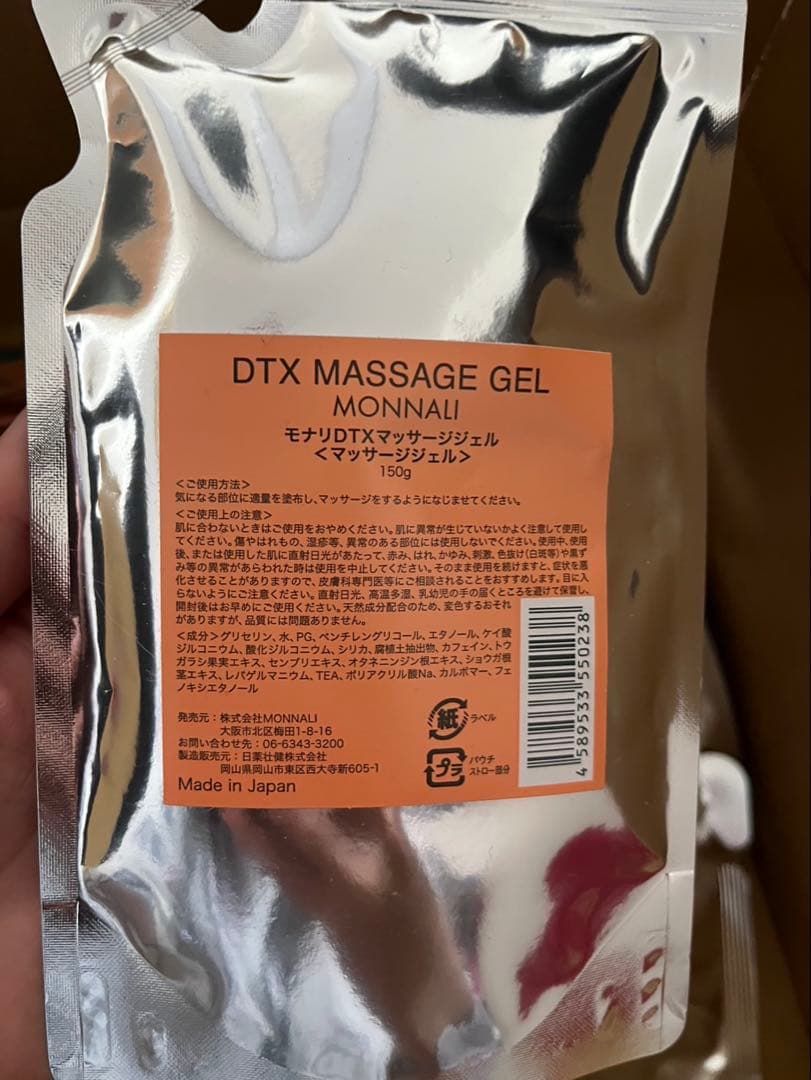 DTX MASSAGE GEL
MONNALI
モナリDTXマッサージジェル
＜マッサージジェル＞
150g
＜ご使用方法＞
気になる部位に適量を塗布し、マッサージをするようになじませてください。
＜ご使用上の注意＞
肌に合わないときはご使用をおやめください。肌に異常が生じていないかよく注意して使用し
てください。傷やはれもの、湿疹等、異常のある部位には使用しないでください。使用中、使用
後、または使用した肌に直射日光があたって、赤み、はれ、かゆみ、刺激、色抜け(白斑等)や黒ず
み等の異常があらわれた時は使用を中止してください。そのまま使用を続けますと、症状を悪
化させることがありますので、皮膚科専門医等にご相談されることをおすすめします。目に入
らないようにご注意ください。直射日光、高温多湿、乳幼児の手の届くところを避けて保管し、
開封後はお早めにご使用ください。天然成分配合のため、変色するおそれ
がありますが、品質には問題ありません。
＜成分＞グリセリン、水、PG、ペンチレングリコール、エタノール、ケイ酸
ジルコニウム、酸化ジルコニウム、シリカ、腐植土抽出物、カフェイン、トウ
ガラシ果実エキス、センブリエキス、オタネニンジン根エキス、ショウガ根
茎エキス、レパゲルマニウム、TEA、ポリアクリル酸Na、カルボマー、フェ
ノキシエタノール
発売元：株式会社MONNALI
大阪市北区梅田1-8-16
お問い合わせ先：06-6343-3200
製造販売元：日薬壮健株式会社
岡山県岡山市東区西大寺新605-1
Made in Japan
紙 ラベル
プラ パウチ
ストロー部分
4 589533 550238